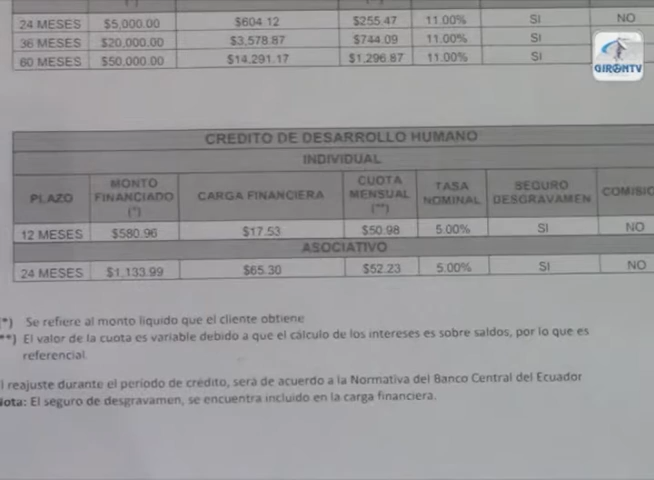 24 MESES $5,000.00 $604.12 $255.47 11.00% SI NO
36 MESES $20,000.00 $3,578.87 $744.09 11.00% SI
60 MESES $50,000.00 $14,291.17 $1,296.87 11.00% SI
GIRONTV
CREDITO DE DESARROLLO HUMANO
INDIVIDUAL
PLAZO MONTO FINANCIADO (*) CARGA FINANCIERA CUOTA MENSUAL (**) TASA NOMINAL SEGURO DESGRAVAMEN COMISIO
12 MESES $580.96 $17.53 $50.98 5.00% SI NO
ASOCIATIVO
24 MESES $1,133.99 $65.30 $52.23 5.00% SI NO
*) Se refiere al monto liquido que el cliente obtiene
**) El valor de la cuota es variable debido a que el cálculo de los intereses es sobre saldos, por lo que es
referencial
l reajuste durante el período de crédito, será de acuerdo a la Normativa del Banco Central del Ecuador
Nota: El seguro de desgravamen, se encuentra incluido en la carga financiera.